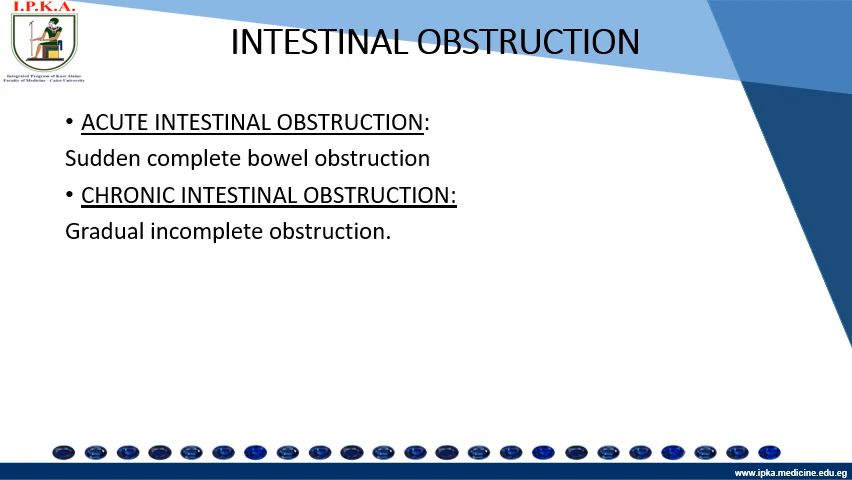 I.P.K.A.
Integrated Program of Kasr Alainy
Faculty of Medicine - Cairo University
INTESTINAL OBSTRUCTION
• ACUTE INTESTINAL OBSTRUCTION:
Sudden complete bowel obstruction
• CHRONIC INTESTINAL OBSTRUCTION:
Gradual incomplete obstruction.
www.ipka.medicine.edu.eg